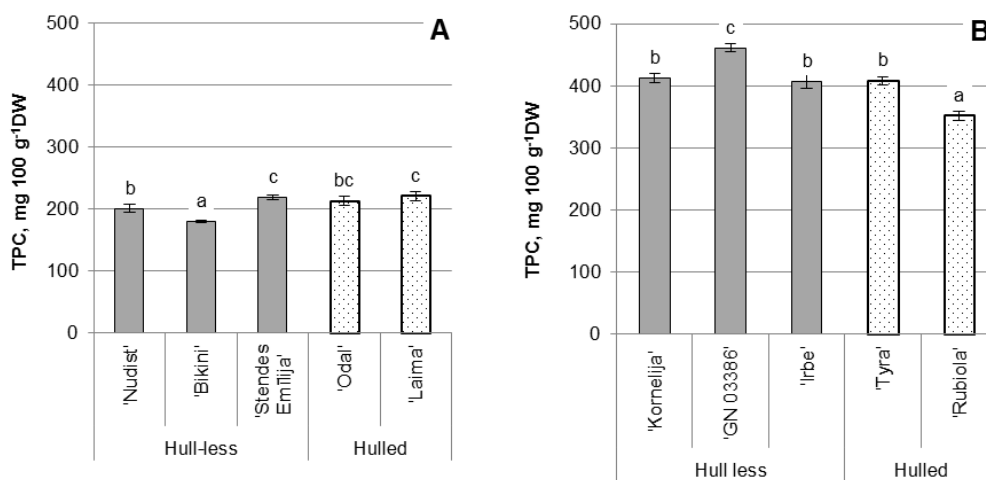 A
500
400
300
200
100
0
TPC, mg 100 g⁻¹DW
b
a
c
bc
c
'Nudist'
'Bikini'
'Stendes
Emīlija'
'Odal'
'Laima'
Hull-less
Hulled
B
500
400
300
200
100
0
TPC, mg 100 g⁻¹DW
b
c
b
b
a
'Kornelija'
'GN 03386'
'Irbe'
'Tyra'
'Rubiola'
Hull less
Hulled